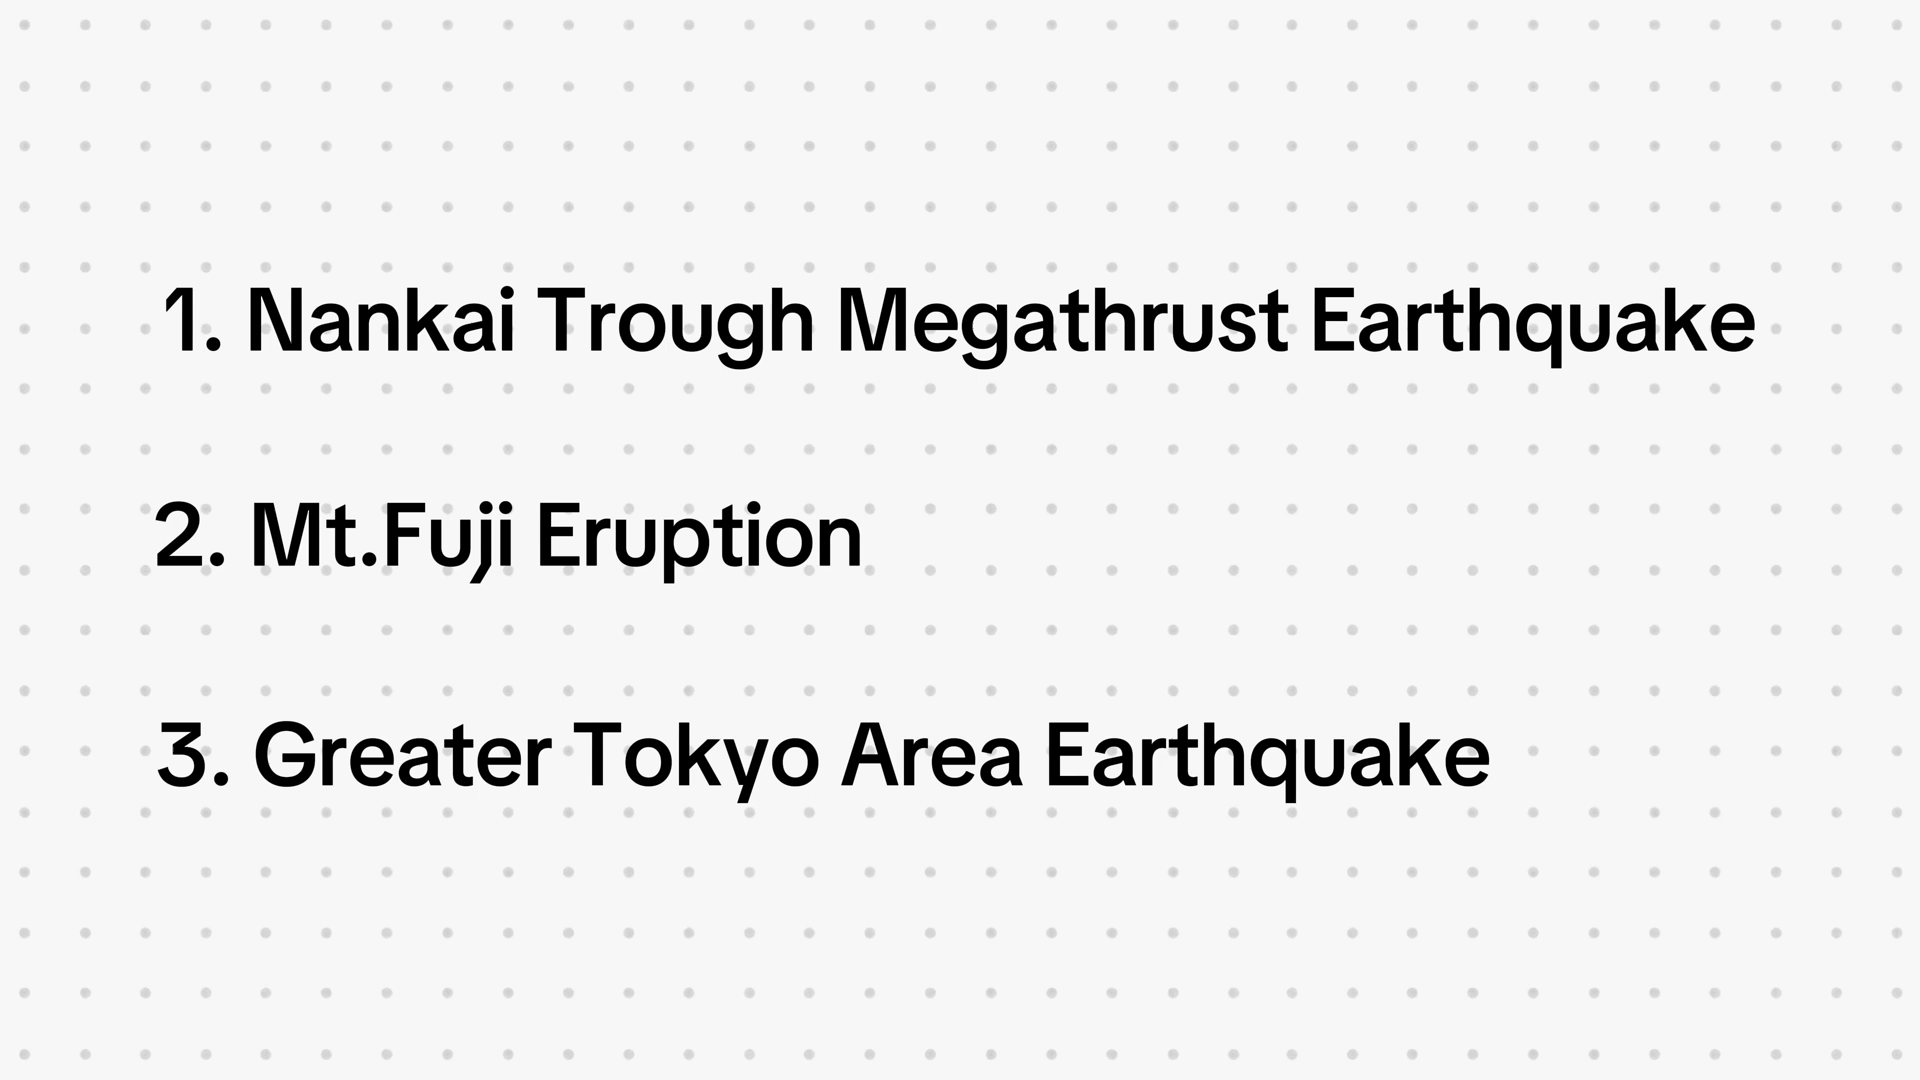 1. Nankai Trough Megathrust Earthquake
2. Mt.Fuji Eruption
3. Greater Tokyo Area Earthquake